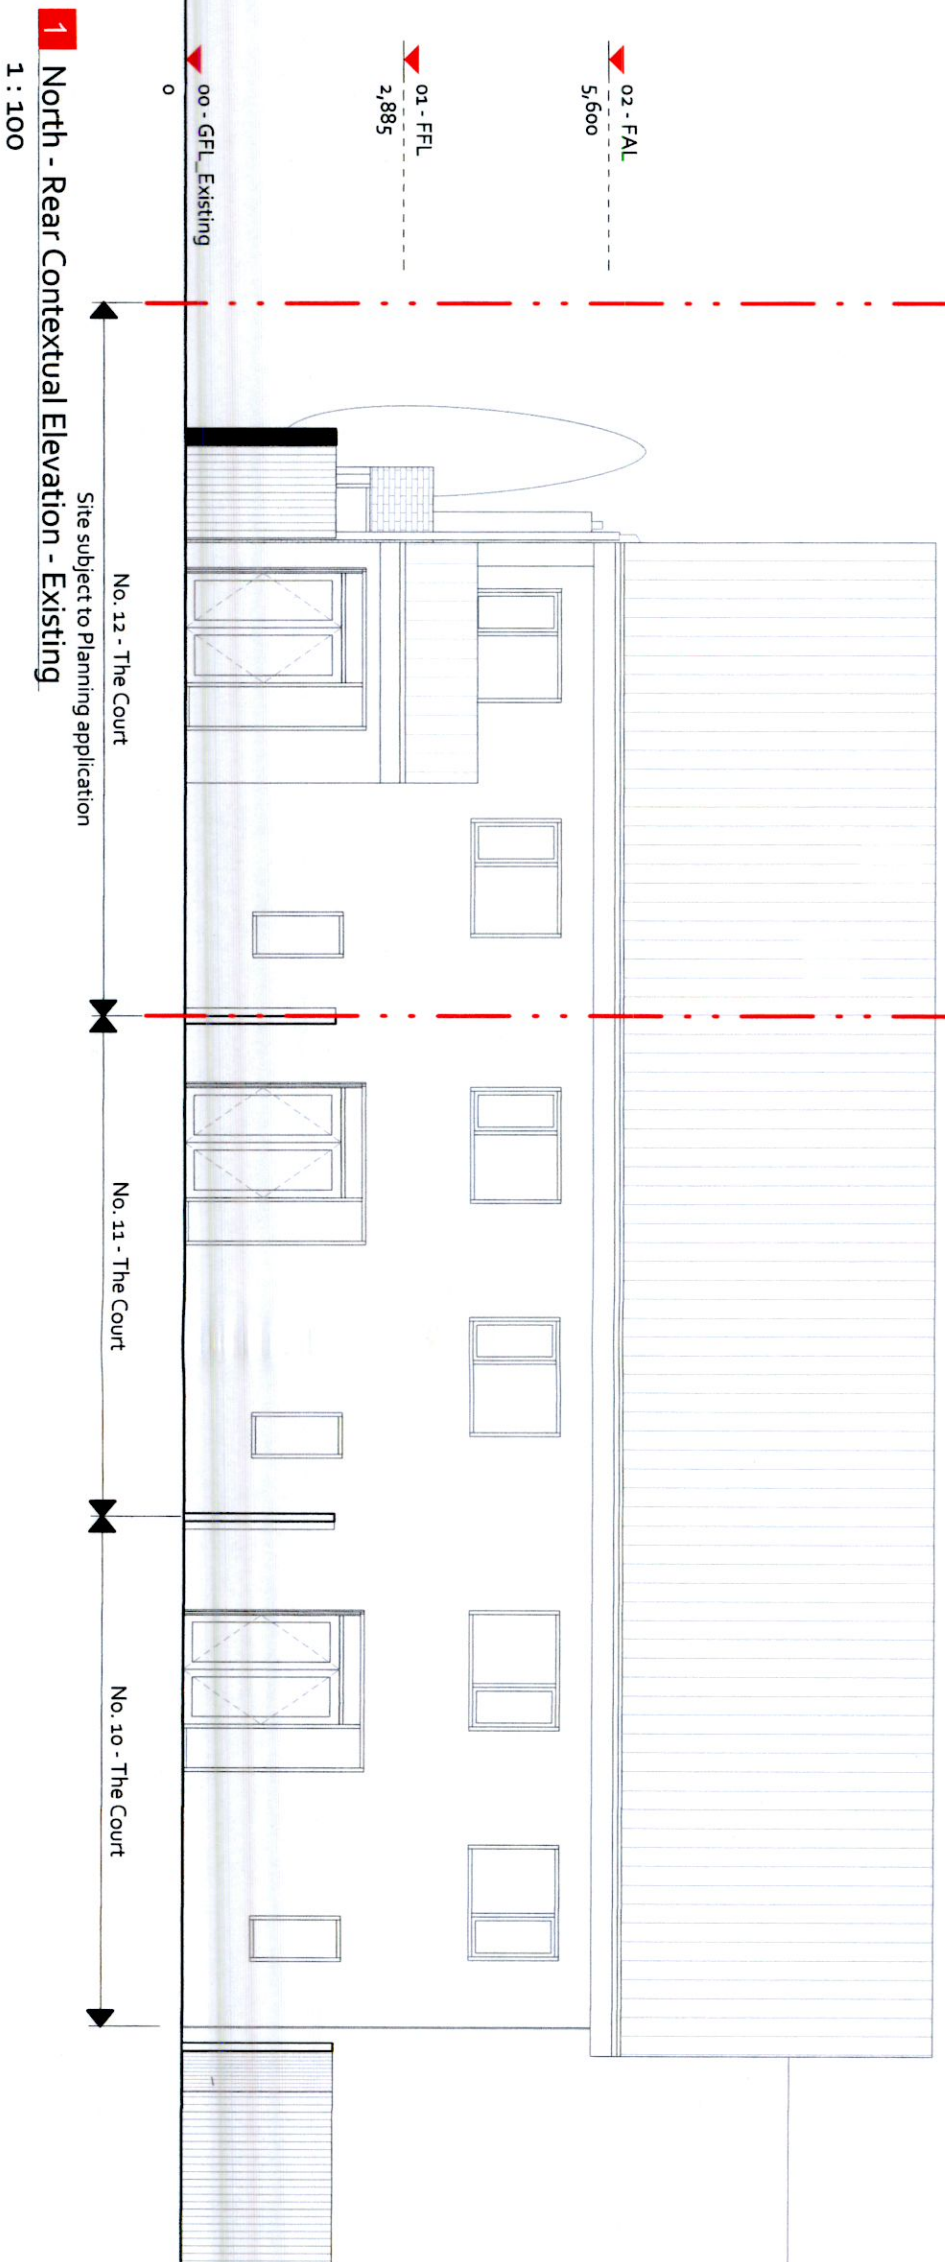 02 - FAL
5,600
01 - FFL
2,885
00 - GFL_Existing
0
No. 12 - The Court
Site subject to Planning application
No. 11 - The Court
No. 10 - The Court
1 North - Rear Contextual Elevation - Existing
1 : 100